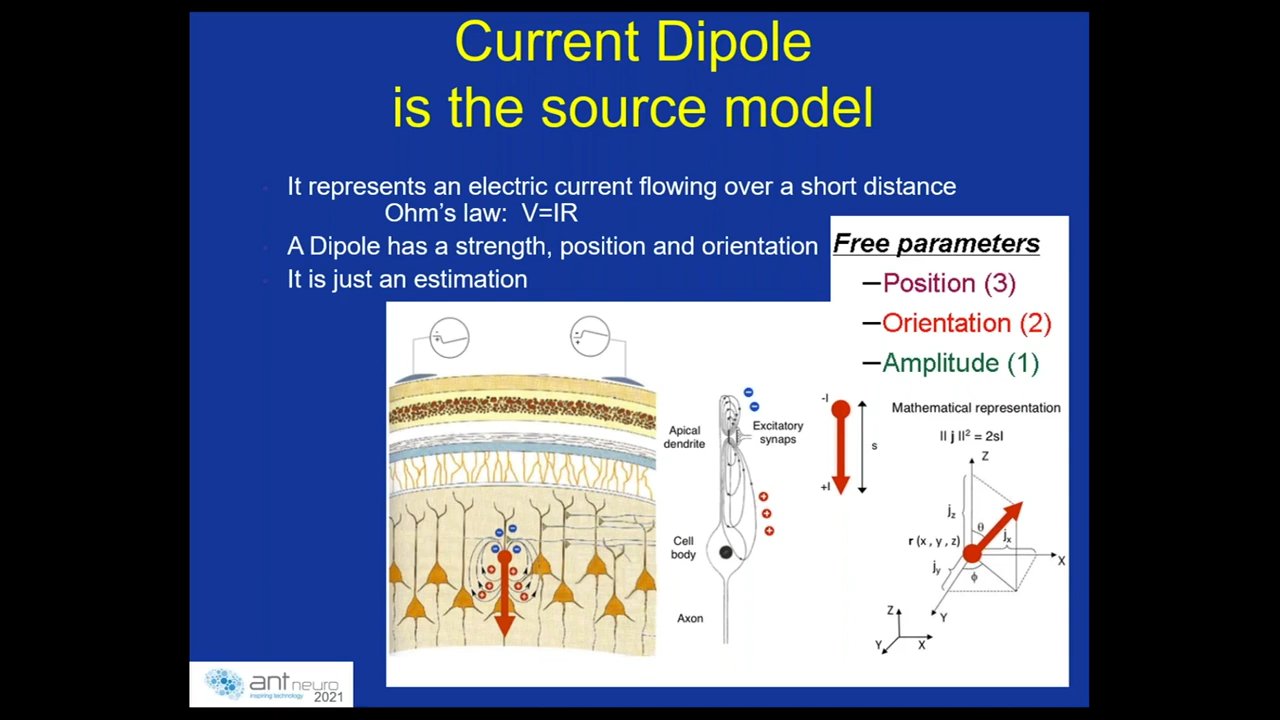 Current Dipole
is the source model
It represents an electric current flowing over a short distance
Ohm's law: V=IR
A Dipole has a strength, position and orientation
It is just an estimation
Free parameters
–Position (3)
–Orientation (2)
–Amplitude (1)
Apical
dendrite
Excitatory
synaps
Cell
body
Axon
-I
s
+I
Mathematical representation
|| j ||² = 2sI
Z
jz
θ
jx
r (x , y , z)
X
jy
ϕ
Y
Z
Y
X
ant neuro
inspiring technology
2021